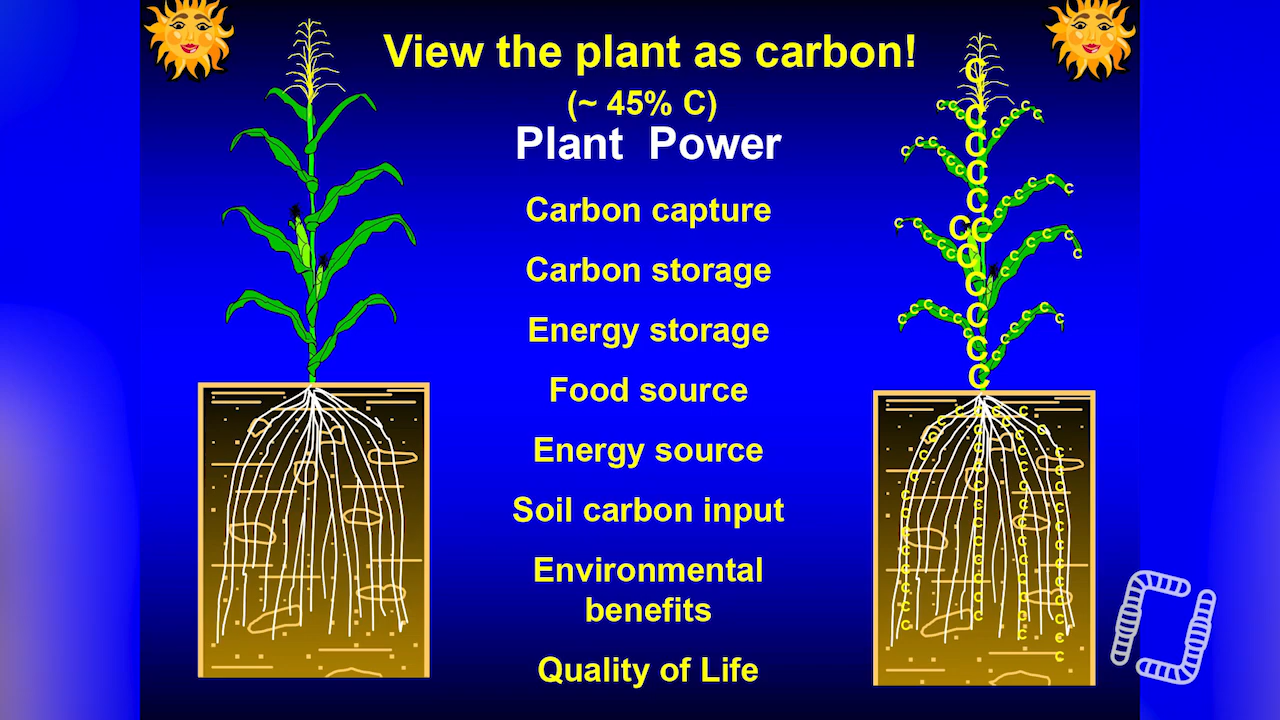 View the plant as carbon!
(~ 45% C)
Plant Power
Carbon capture
Carbon storage
Energy storage
Food source
Energy source
Soil carbon input
Environmental
benefits
Quality of Life